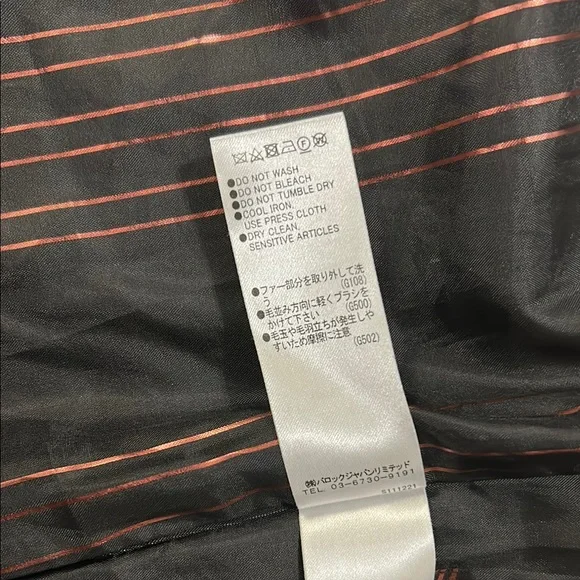 ●DO NOT WASH
●DO NOT BLEACH
●DO NOT TUMBLE DRY
●COOL IRON.
USE PRESS CLOTH
●DRY CLEAN.
SENSITIVE ARTICLES
●ファー部分を取り外して洗
う (G108)
●毛並み方向に軽くブラシを
かけて下さい (G500)
●毛玉や毛羽立ちが発生しや
すいため摩擦に注意 (G502)
㈱バロックジャパンリミテッド
TEL 03-6730-9191
S111221